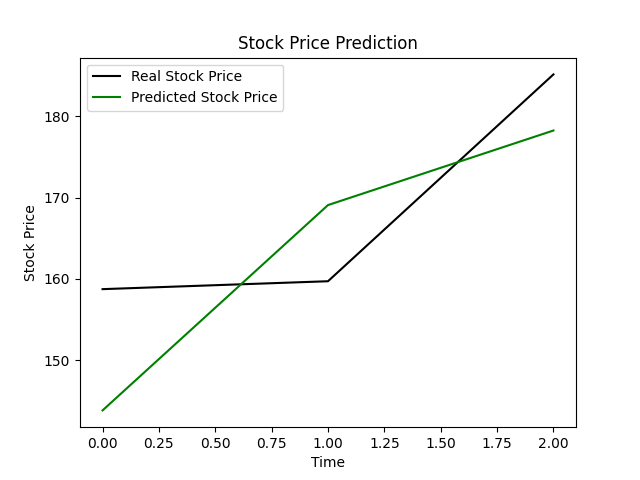 Stock Price Prediction
Real Stock Price
Predicted Stock Price
180
170
160
150
Stock Price
0.00 0.25 0.50 0.75 1.00 1.25 1.50 1.75 2.00
Time